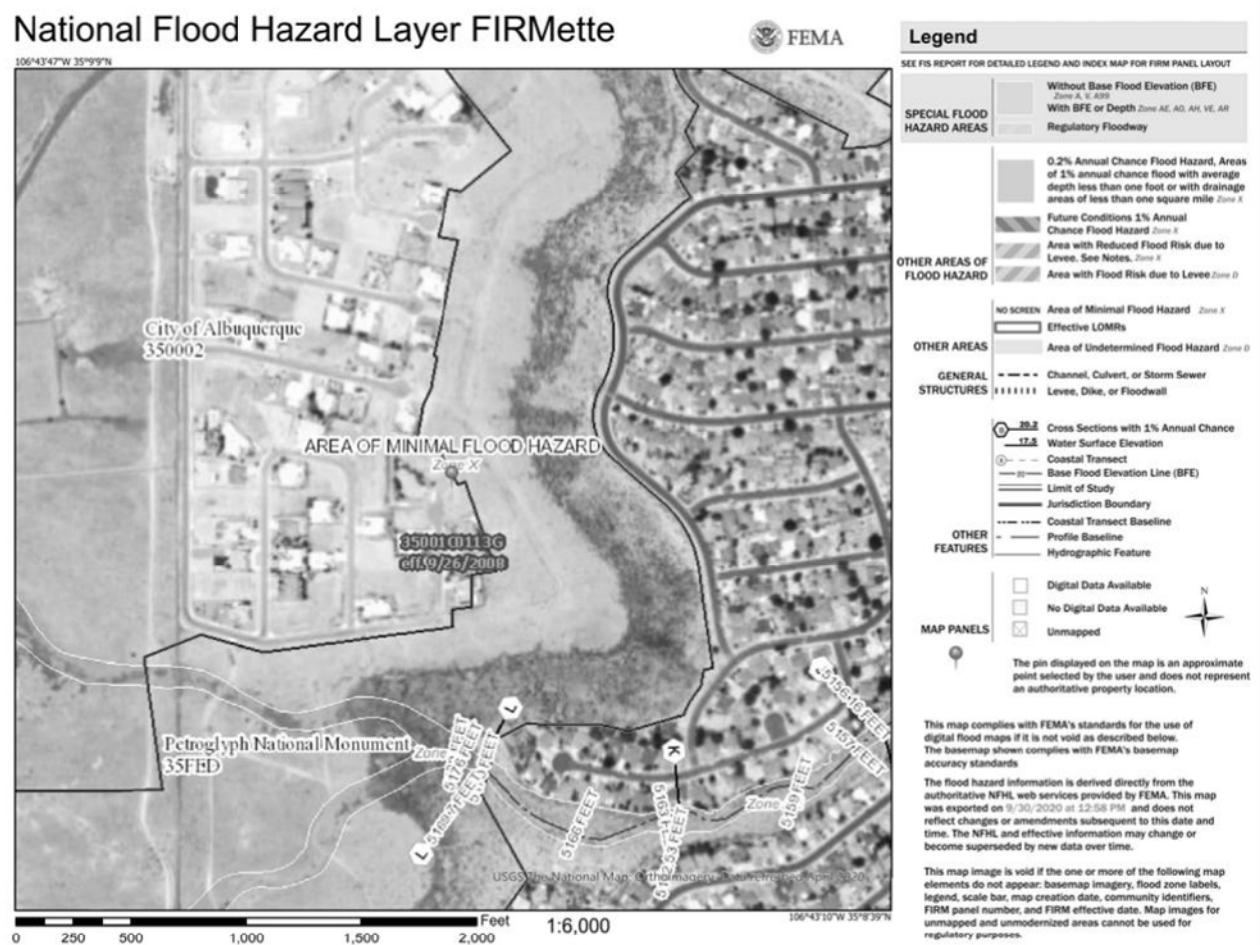 National Flood Hazard Layer FIRMette
FEMA
106°43'47"W 35°9'9"N
City of Albuquerque
350002
AREA OF MINIMAL FLOOD HAZARD
Zone X
35001C0113G
eff. 9/26/2008
Petroglyph National Monument
35FED
Zone
L
L
K
5166 FEET
Zone
5159 FEET
5156.16 FEET
5157 FEET
USGS The National Map: Orthoimagery. Data refreshed April 2020
106°43'10"W 35°8'39"N
Feet
1:6,000
0 250 500 1,000 1,500 2,000
Legend
SEE FIS REPORT FOR DETAILED LEGEND AND INDEX MAP FOR FIRM PANEL LAYOUT
SPECIAL FLOOD
HAZARD AREAS
Without Base Flood Elevation (BFE)
Zone A, V, A99
With BFE or Depth Zone AE, AO, AH, VE, AR
Regulatory Floodway
OTHER AREAS OF
FLOOD HAZARD
0.2% Annual Chance Flood Hazard, Areas
of 1% annual chance flood with average
depth less than one foot or with drainage
areas of less than one square mile Zone X
Future Conditions 1% Annual
Chance Flood Hazard Zone X
Area with Reduced Flood Risk due to
Levee. See Notes. Zone X
Area with Flood Risk due to Levee Zone D
OTHER AREAS
NO SCREEN Area of Minimal Flood Hazard Zone X
Effective LOMRs
Area of Undetermined Flood Hazard Zone D
GENERAL
STRUCTURES
Channel, Culvert, or Storm Sewer
Levee, Dike, or Floodwall
OTHER
FEATURES
20.2 Cross Sections with 1% Annual Chance
17.5 Water Surface Elevation
Coastal Transect
Base Flood Elevation Line (BFE)
Limit of Study
Jurisdiction Boundary
Coastal Transect Baseline
Profile Baseline
Hydrographic Feature
MAP PANELS
Digital Data Available
No Digital Data Available
Unmapped
N
The pin displayed on the map is an approximate
point selected by the user and does not represent
an authoritative property location.
This map complies with FEMA's standards for the use of
digital flood maps if it is not void as described below.
The basemap shown complies with FEMA's basemap
accuracy standards
The flood hazard information is derived directly from the
authoritative NFHL web services provided by FEMA. This map
was exported on 9/30/2020 at 12:58 PM and does not
reflect changes or amendments subsequent to this date and
time. The NFHL and effective information may change or
become superseded by new data over time.
This map image is void if the one or more of the following map
elements do not appear: basemap imagery, flood zone labels,
legend, scale bar, map creation date, community identifiers,
FIRM panel number, and FIRM effective date. Map images for
unmapped and unmodernized areas cannot be used for
regulatory purposes.